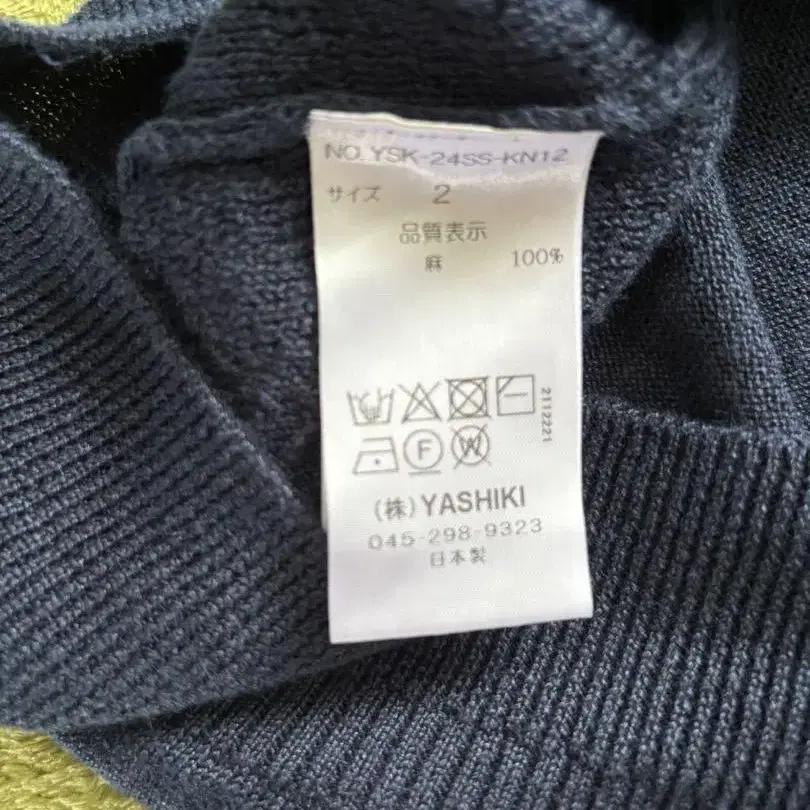 NO. YSK-24SS-KN12
サイズ 2
品質表示
麻 100%
2112221
F W
(株)YASHIKI
045-298-9323
日本製